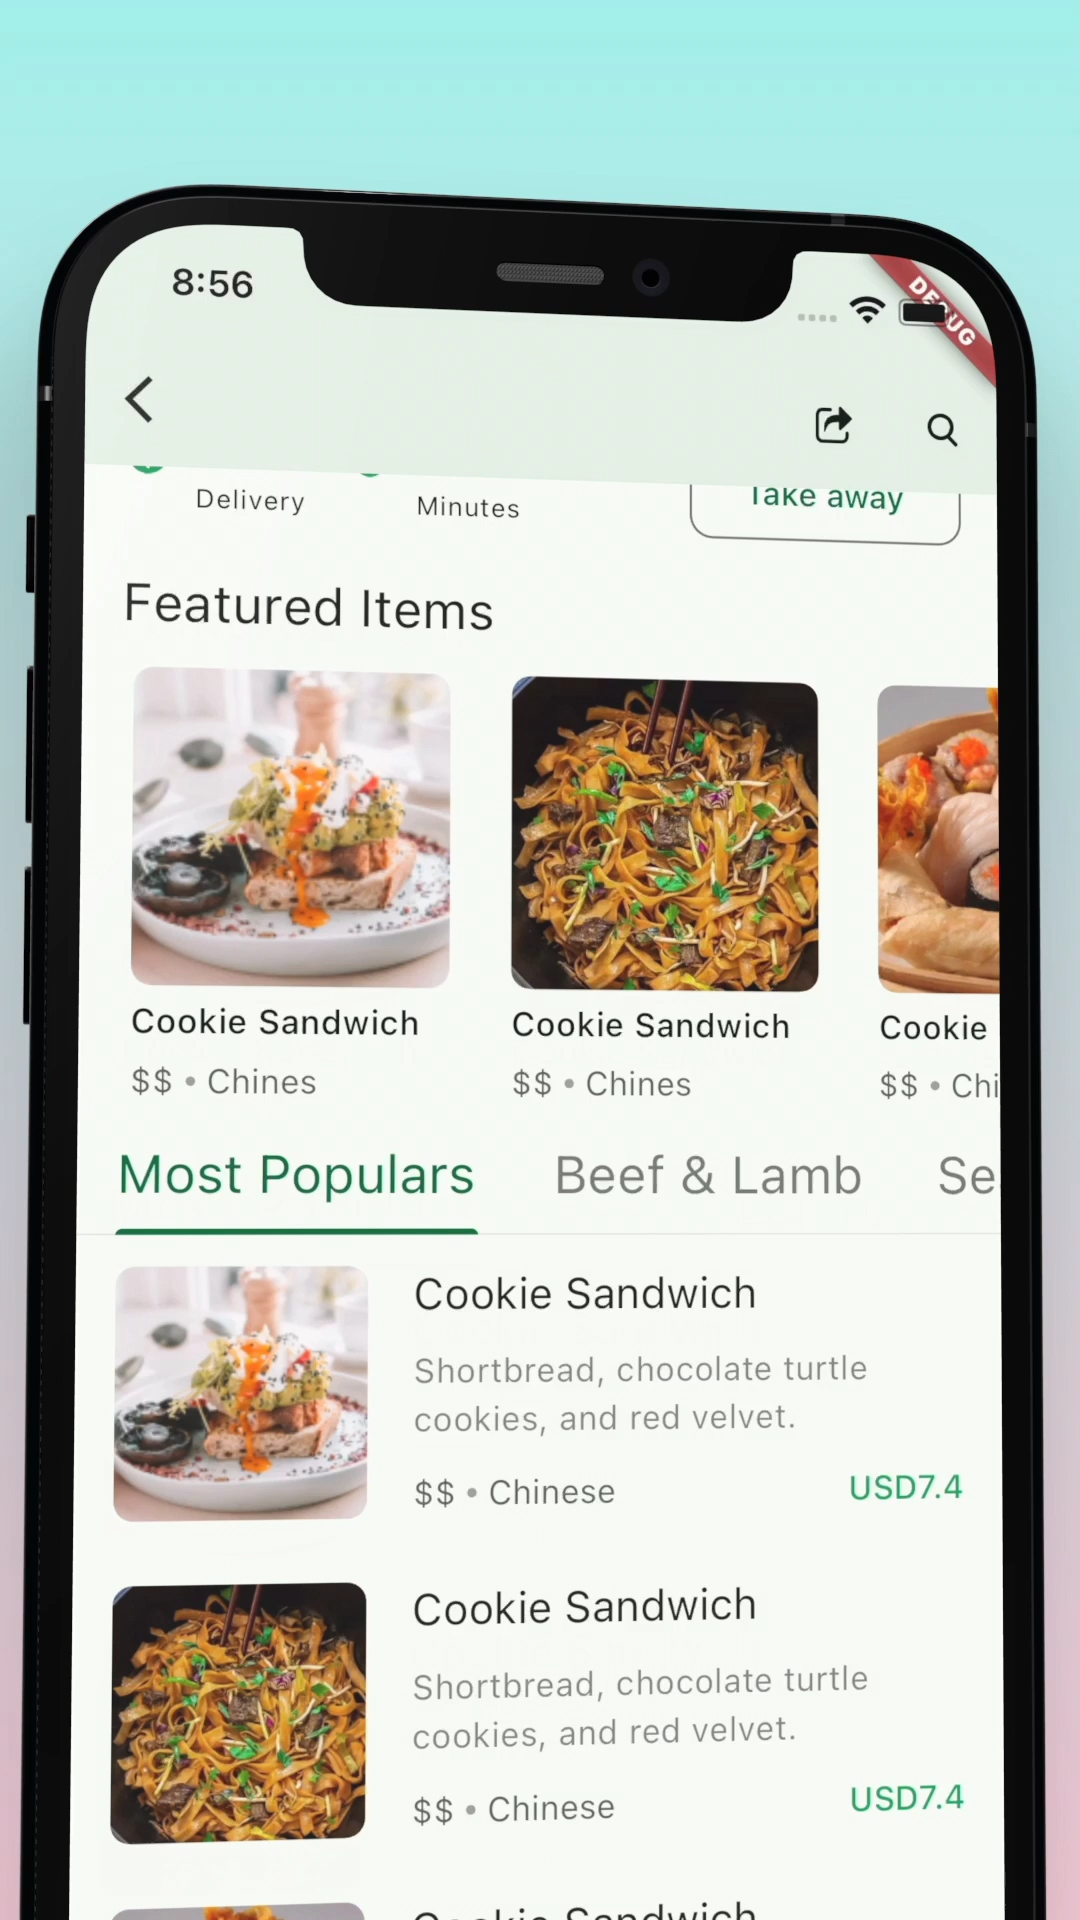 8:56
DEBUG
Delivery
Minutes
Take away
Featured Items
Cookie Sandwich
Cookie Sandwich
Cookie
$$ • Chines
$$ • Chines
$$ • Chi
Most Populars
Beef & Lamb
Se
Cookie Sandwich
Shortbread, chocolate turtle
cookies, and red velvet.
$$ • Chinese
USD7.4
Cookie Sandwich
Shortbread, chocolate turtle
cookies, and red velvet.
$$ • Chinese
USD7.4
Cookie Sandwich